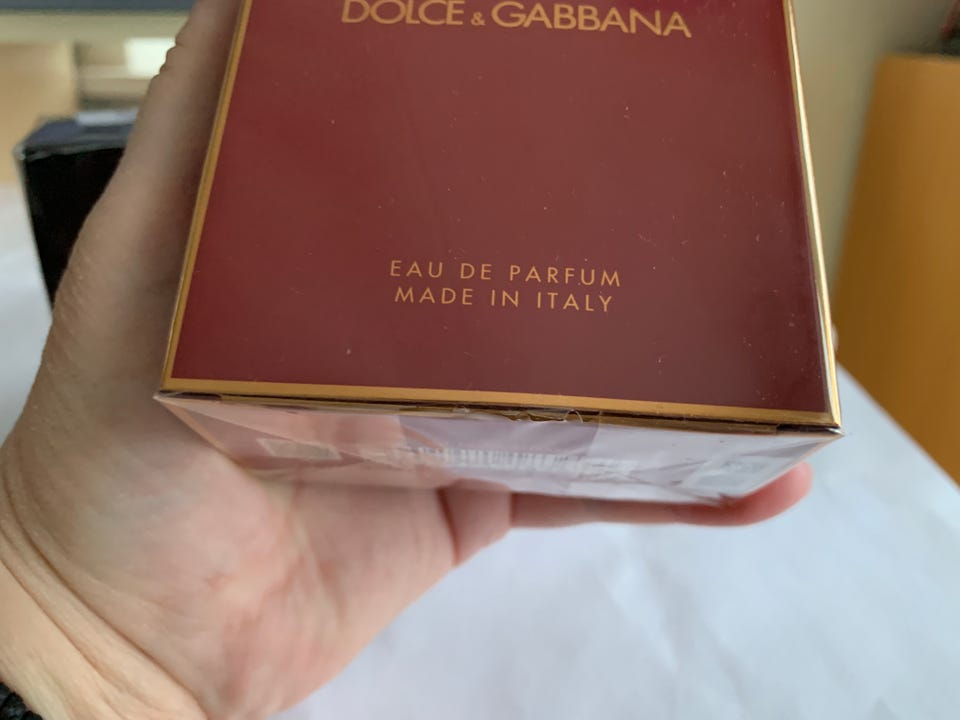 DOLCE & GABBANA
EAU DE PARFUM
MADE IN ITALY